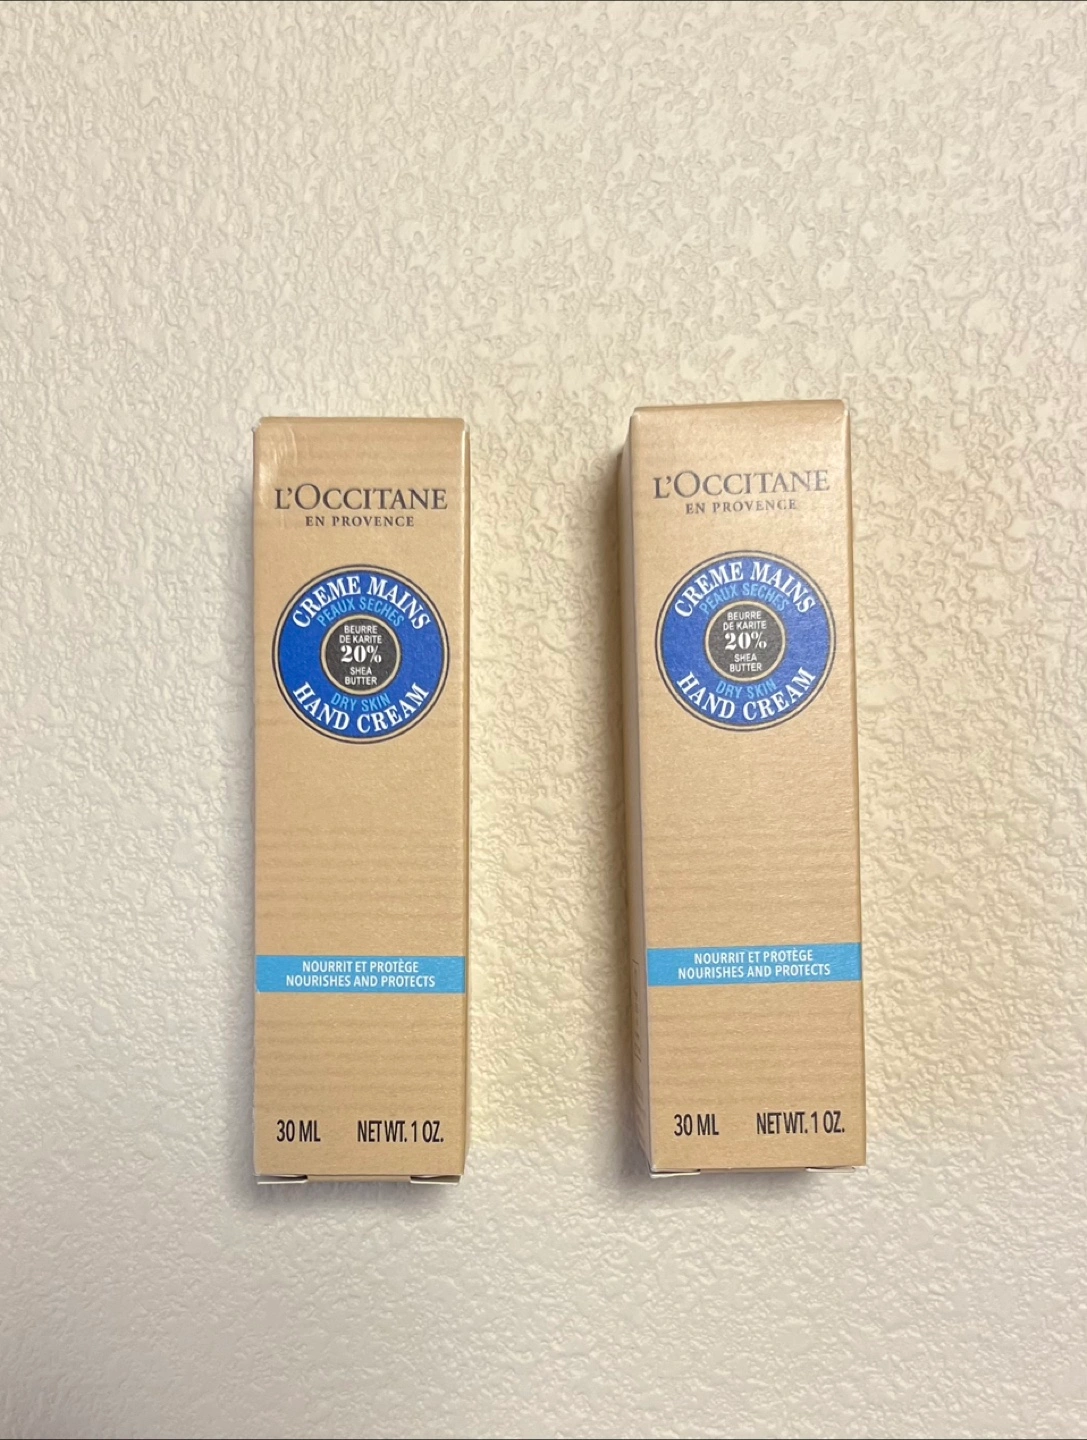 L'OCCITANE
EN PROVENCE
CREME MAINS
PEAUX SECHES
BEURRE
DE KARITE
20%
SHEA
BUTTER
DRY SKIN
HAND CREAM
NOURRIT ET PROTÈGE
NOURISHES AND PROTECTS
30 ML NET WT. 1 OZ.
L'OCCITANE
EN PROVENCE
CREME MAINS
PEAUX SECHES
BEURRE
DE KARITE
20%
SHEA
BUTTER
DRY SKIN
HAND CREAM
NOURRIT ET PROTÈGE
NOURISHES AND PROTECTS
30 ML NET WT. 1 OZ.